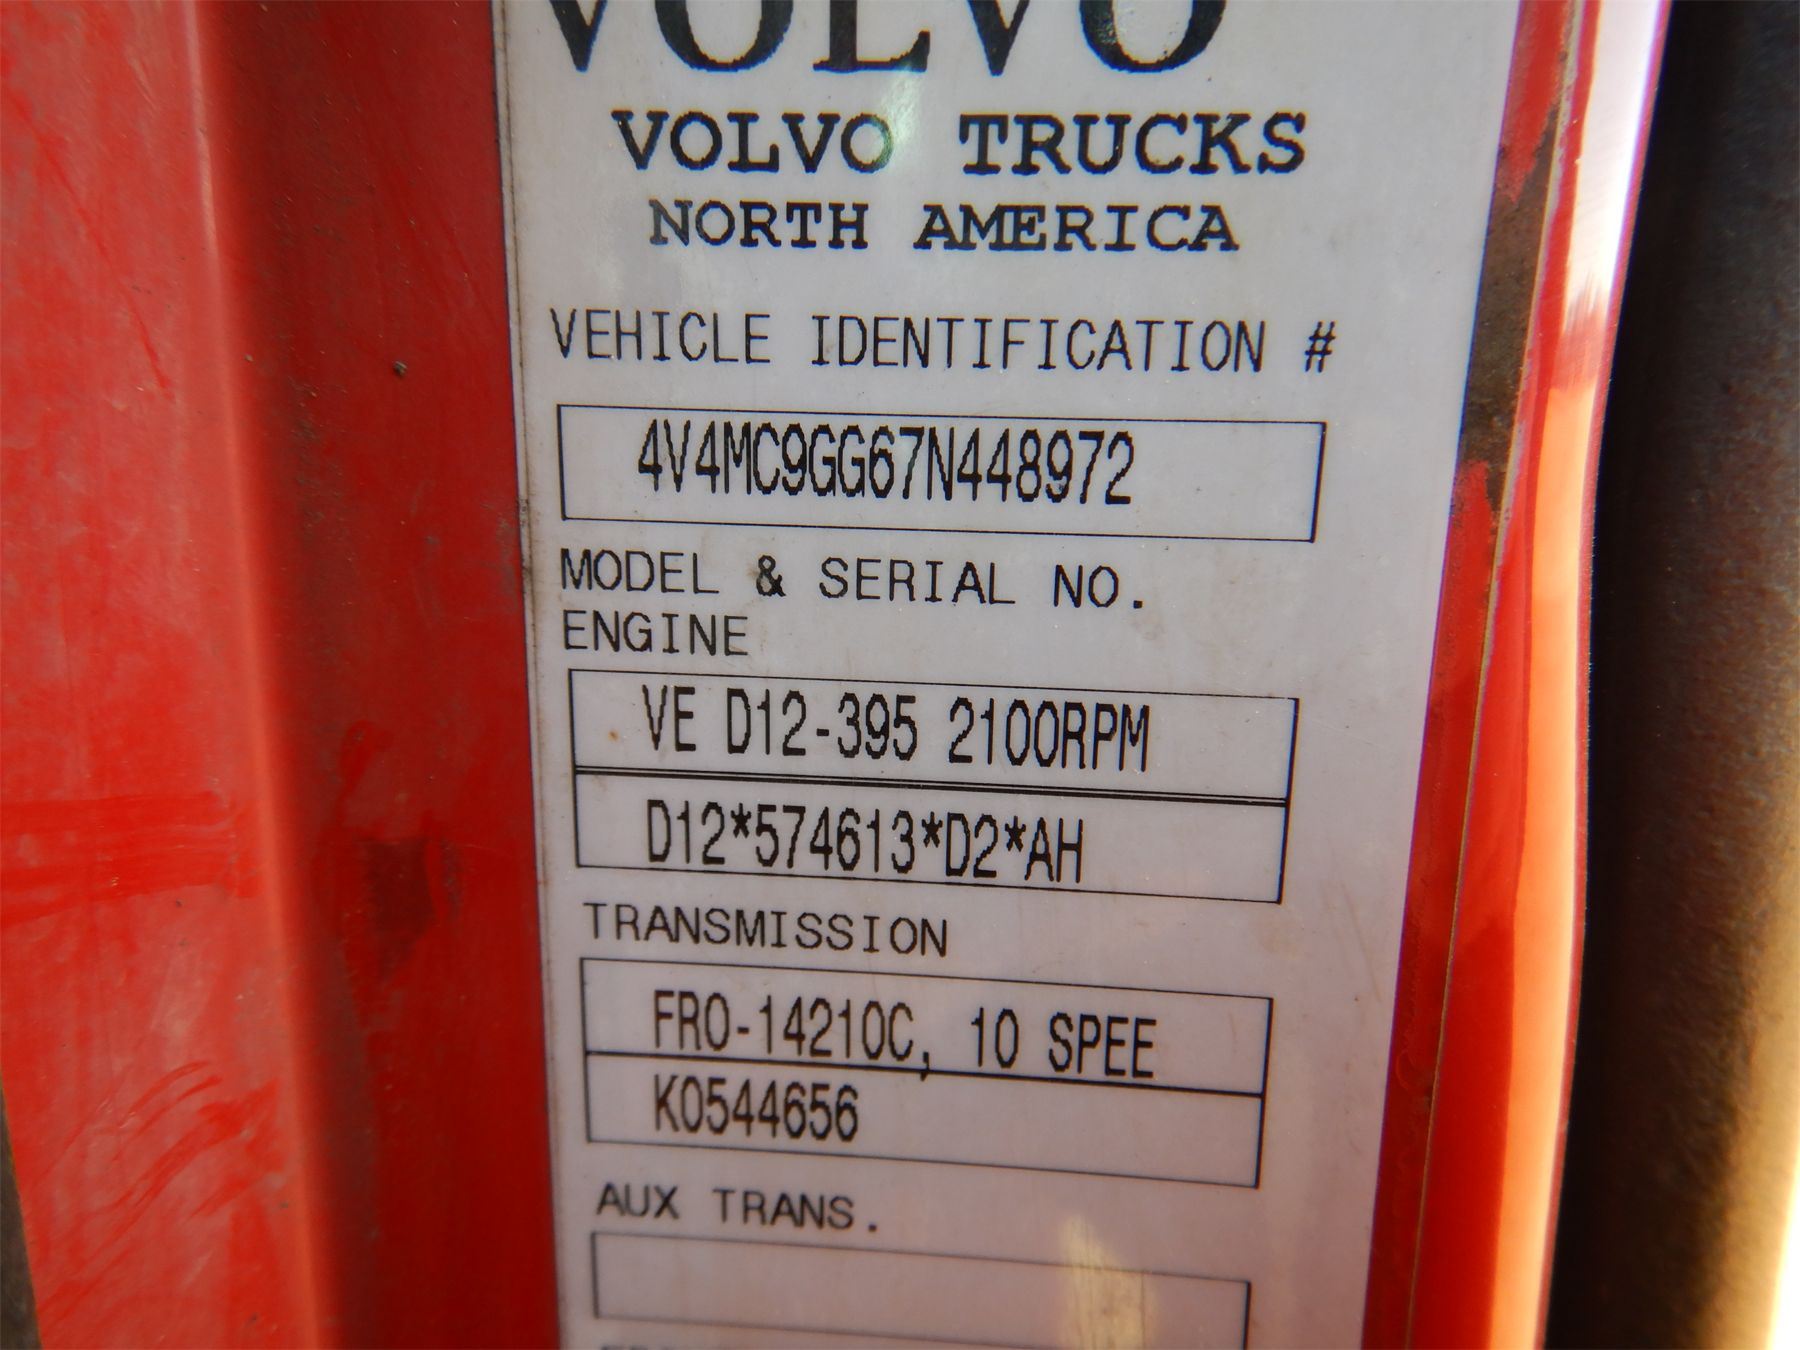 VOLVO
VOLVO TRUCKS
NORTH AMERICA
VEHICLE IDENTIFICATION #
4V4MC9GG67N448972
MODEL & SERIAL NO.
ENGINE
VE D12-395 2100RPM
D12*574613*D2*AH
TRANSMISSION
FRO-14210C, 10 SPEE
K0544656
AUX TRANS.